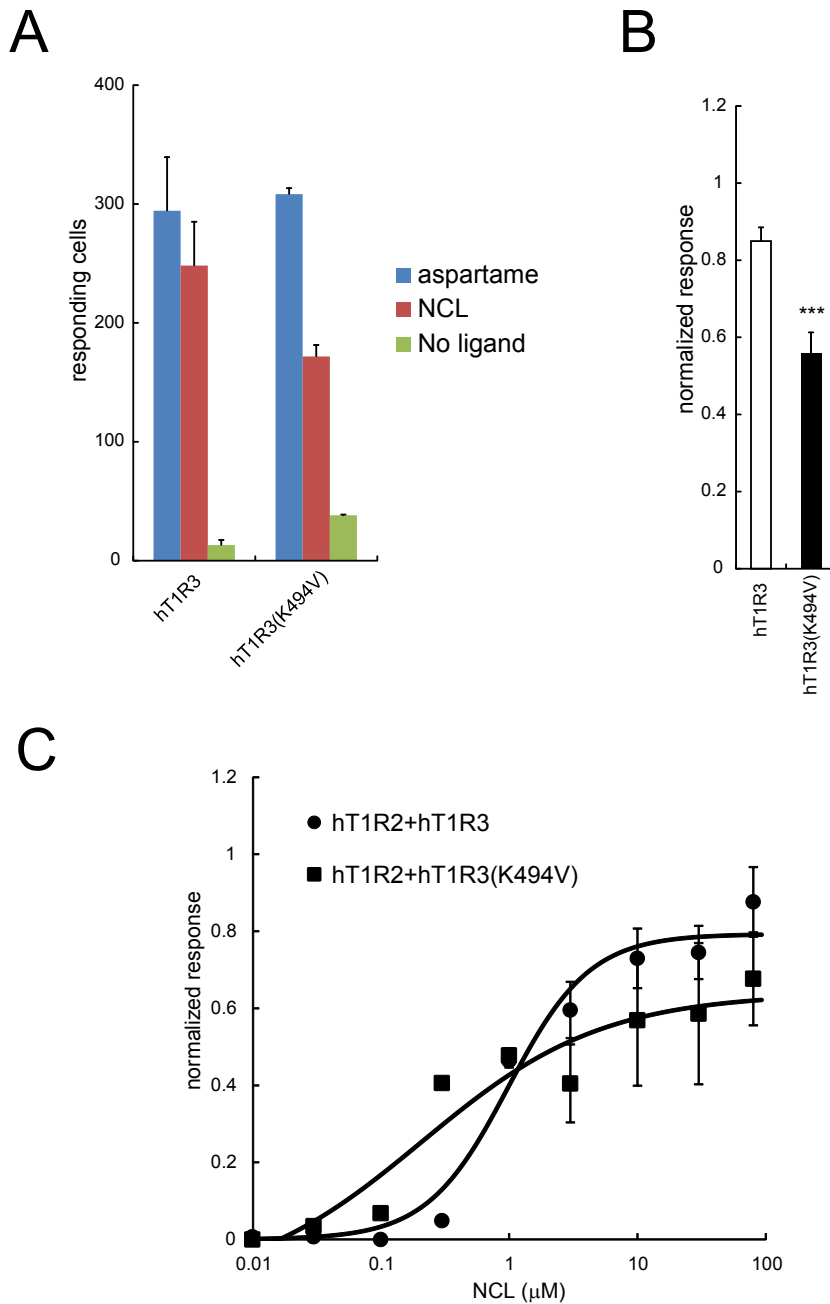 A
B
400
300
200
100
0
responding cells
hT1R3
hT1R3(K494V)
aspartame
NCL
No ligand
1.2
1
0.8
0.6
0.4
0.2
0
normalized response
***
hT1R3
hT1R3(K494V)
C
1.2
1
0.8
0.6
0.4
0.2
0
normalized response
hT1R2+hT1R3
hT1R2+hT1R3(K494V)
0.01
0.1
1
10
100
NCL (μM)